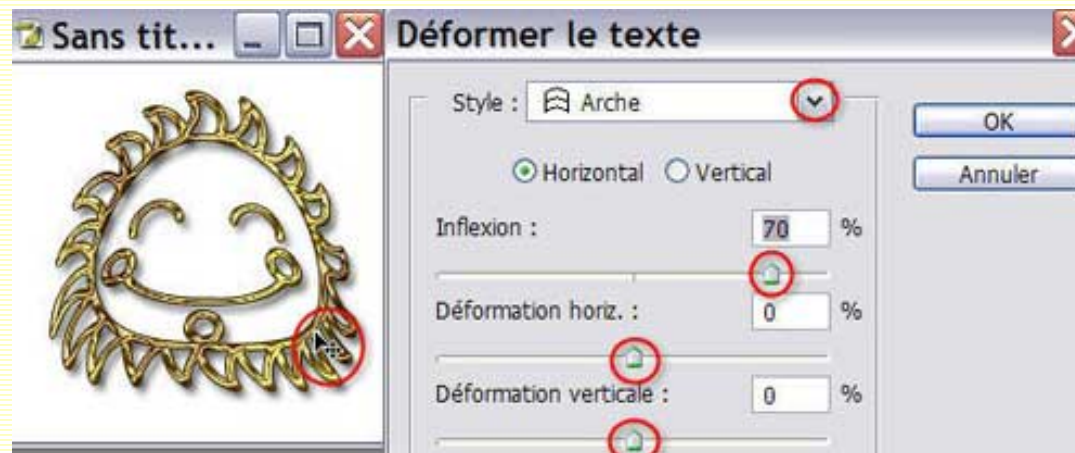 Sans tit...
Déformer le texte
Style : Arche
OK
Horizontal Vertical
Annuler
Inflexion : 70 %
Déformation horiz. : 0 %
Déformation verticale : 0 %